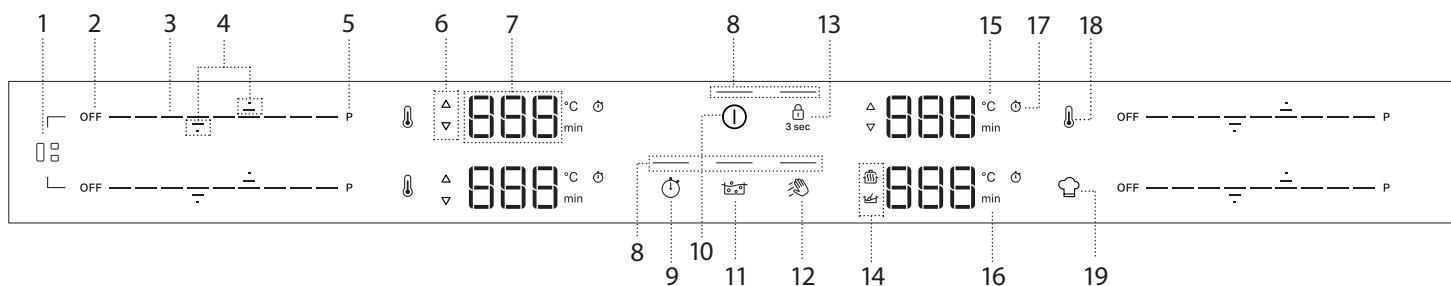 1 2 3 4 5 6 7 8 13 15 17 18
OFF P 888 °C min 3 sec 888 °C min OFF P
OFF P 888 °C min 888 °C min OFF P
8 9 10 11 12 14 16 19